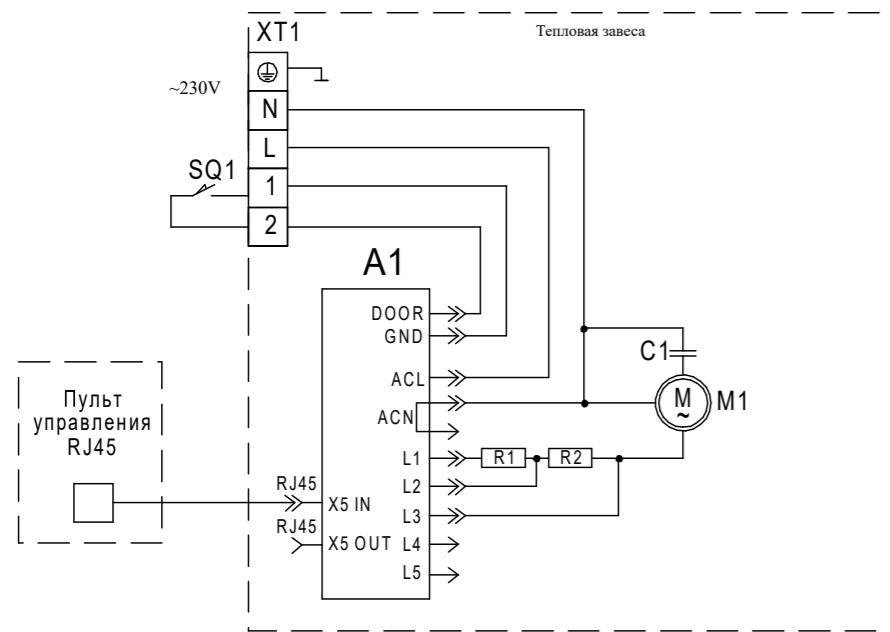 XT1
Тепловая завеса
~230V
N
L
SQ1
1
2
A1
DOOR
GND
ACL
ACN
C1
M
~
M1
Пульт
управления
RJ45
L1
R1
R2
RJ45
L2
X5 IN
L3
RJ45
X5 OUT
L4
L5